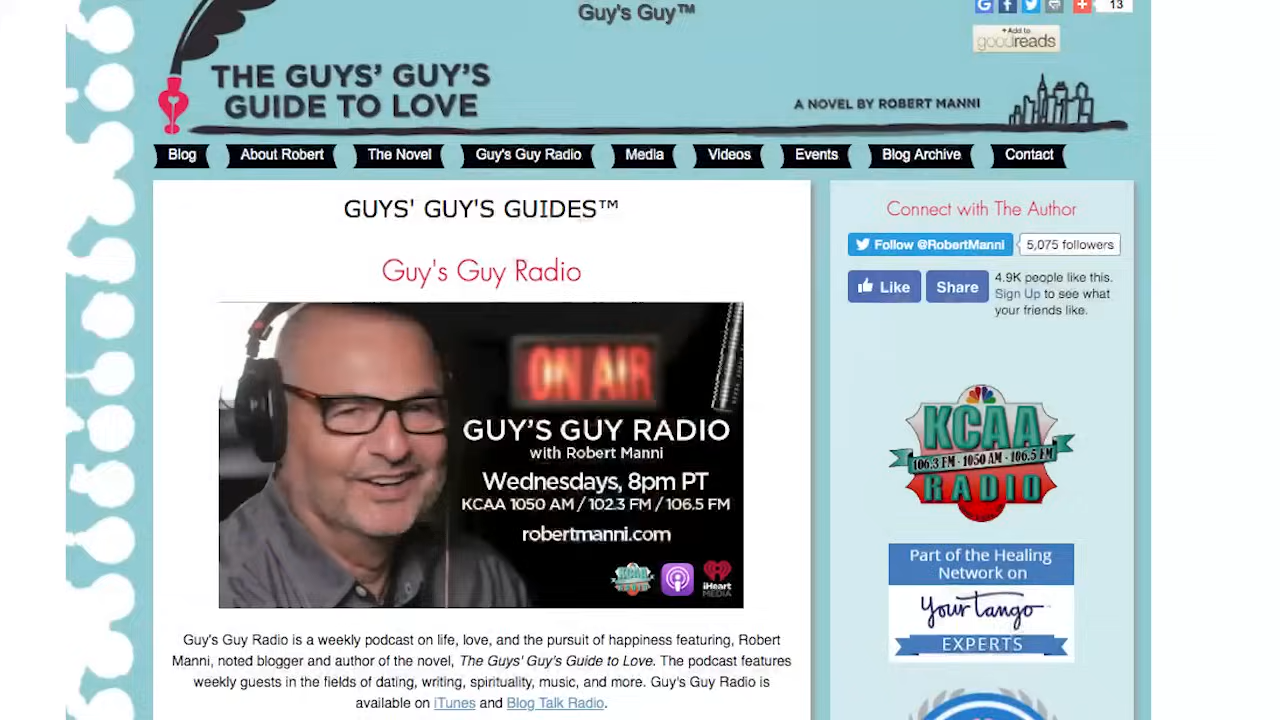 Guy's Guy™
13
+Add to
goodreads
THE GUYS' GUY'S
GUIDE TO LOVE
A NOVEL BY ROBERT MANNI
Blog
About Robert
The Novel
Guy's Guy Radio
Media
Videos
Events
Blog Archive
Contact
GUYS' GUY'S GUIDES™
Guy's Guy Radio
ON AIR
GUY'S GUY RADIO
with Robert Manni
Wednesdays, 8pm PT
KCAA 1050 AM / 102.3 FM / 106.5 FM
robertmanni.com
KCAA
RADIO
iHeart
MEDIA
Guy's Guy Radio is a weekly podcast on life, love, and the pursuit of happiness featuring, Robert
Manni, noted blogger and author of the novel, The Guys' Guy's Guide to Love. The podcast features
weekly guests in the fields of dating, writing, spirituality, music, and more. Guy's Guy Radio is
available on iTunes and Blog Talk Radio.
Connect with The Author
Follow @RobertManni
5,075 followers
Like
Share
4.9K people like this.
Sign Up to see what
your friends like.
KCAA
106.3 FM - 1050 AM - 106.5 FM
RADIO
Part of the Healing
Network on
YourTango
EXPERTS